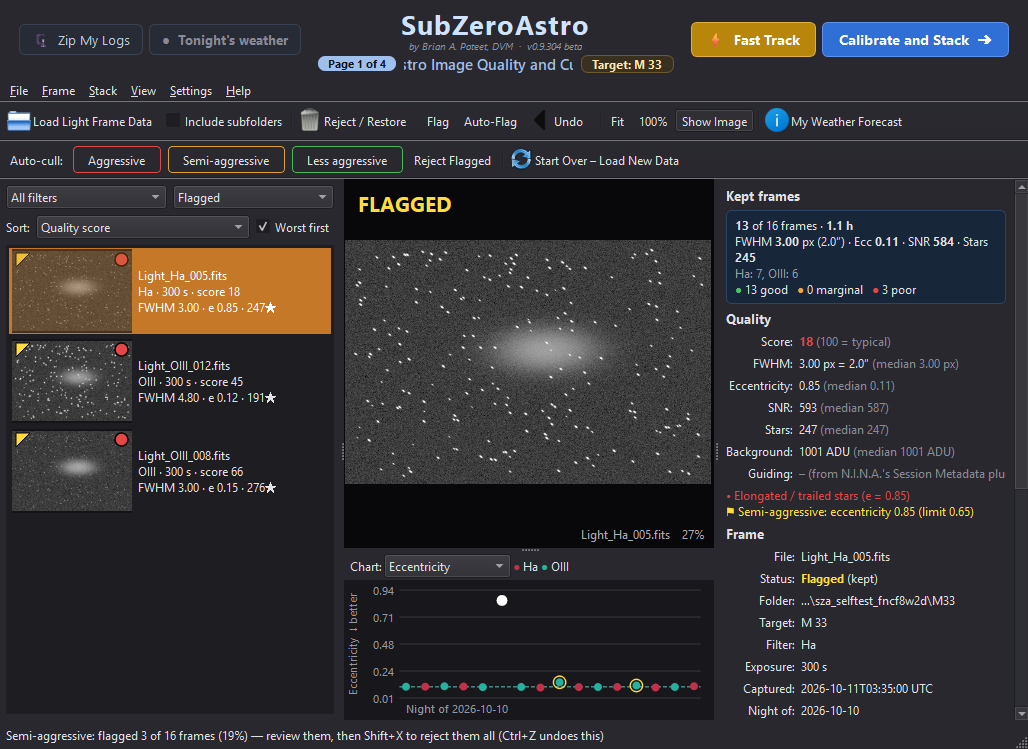 Zip My Logs
Tonight's weather
SubZeroAstro
by Brian A. Pateet, DVM · v0.9.304 beta
Page 1 of 4
tro Image Quality and Cu
Target: M 33
Fast Track
Calibrate and Stack →
File Frame Stack View Settings Help
Load Light Frame Data
Include subfolders
Reject / Restore
Flag
Auto-Flag
Undo
Fit
100%
Show Image
My Weather Forecast
Auto-cull:
Aggressive
Semi-aggressive
Less aggressive
Reject Flagged
Start Over – Load New Data
All filters
Flagged
Sort: Quality score
Worst first
Light_Ha_005.fits
Ha · 300 s · score 18
FWHM 3.00 · e 0.85 · 247★
Light_OIII_012.fits
OIII · 300 s · score 45
FWHM 4.80 · e 0.12 · 191★
Light_OIII_008.fits
OIII · 300 s · score 66
FWHM 3.00 · e 0.15 · 276★
FLAGGED
Light_Ha_005.fits 27%
Chart: Eccentricity
Ha
OIII
Eccentricity ↓ better
0.94
0.71
0.48
0.24
0.01
Night of 2026-10-10
Kept frames
13 of 16 frames · 1.1 h
FWHM 3.00 px (2.0") · Ecc 0.11 · SNR 584 · Stars
245
Ha: 7, OIII: 6
13 good
0 marginal
3 poor
Quality
Score: 18 (100 = typical)
FWHM: 3.00 px = 2.0" (median 3.00 px)
Eccentricity: 0.85 (median 0.11)
SNR: 593 (median 587)
Stars: 247 (median 247)
Background: 1001 ADU (median 1001 ADU)
Guiding: – (from N.I.N.A.'s Session Metadata plu
• Elongated / trailed stars (e = 0.85)
⚑ Semi-aggressive: eccentricity 0.85 (limit 0.65)
Frame
File: Light_Ha_005.fits
Status: Flagged (kept)
Folder: ...\sza_selftest_fncf8w2d\M33
Target: M 33
Filter: Ha
Exposure: 300 s
Captured: 2026-10-11T03:35:00 UTC
Night of: 2026-10-10
Semi-aggressive: flagged 3 of 16 frames (19%) — review them, then Shift+X to reject them all (Ctrl+Z undoes this)